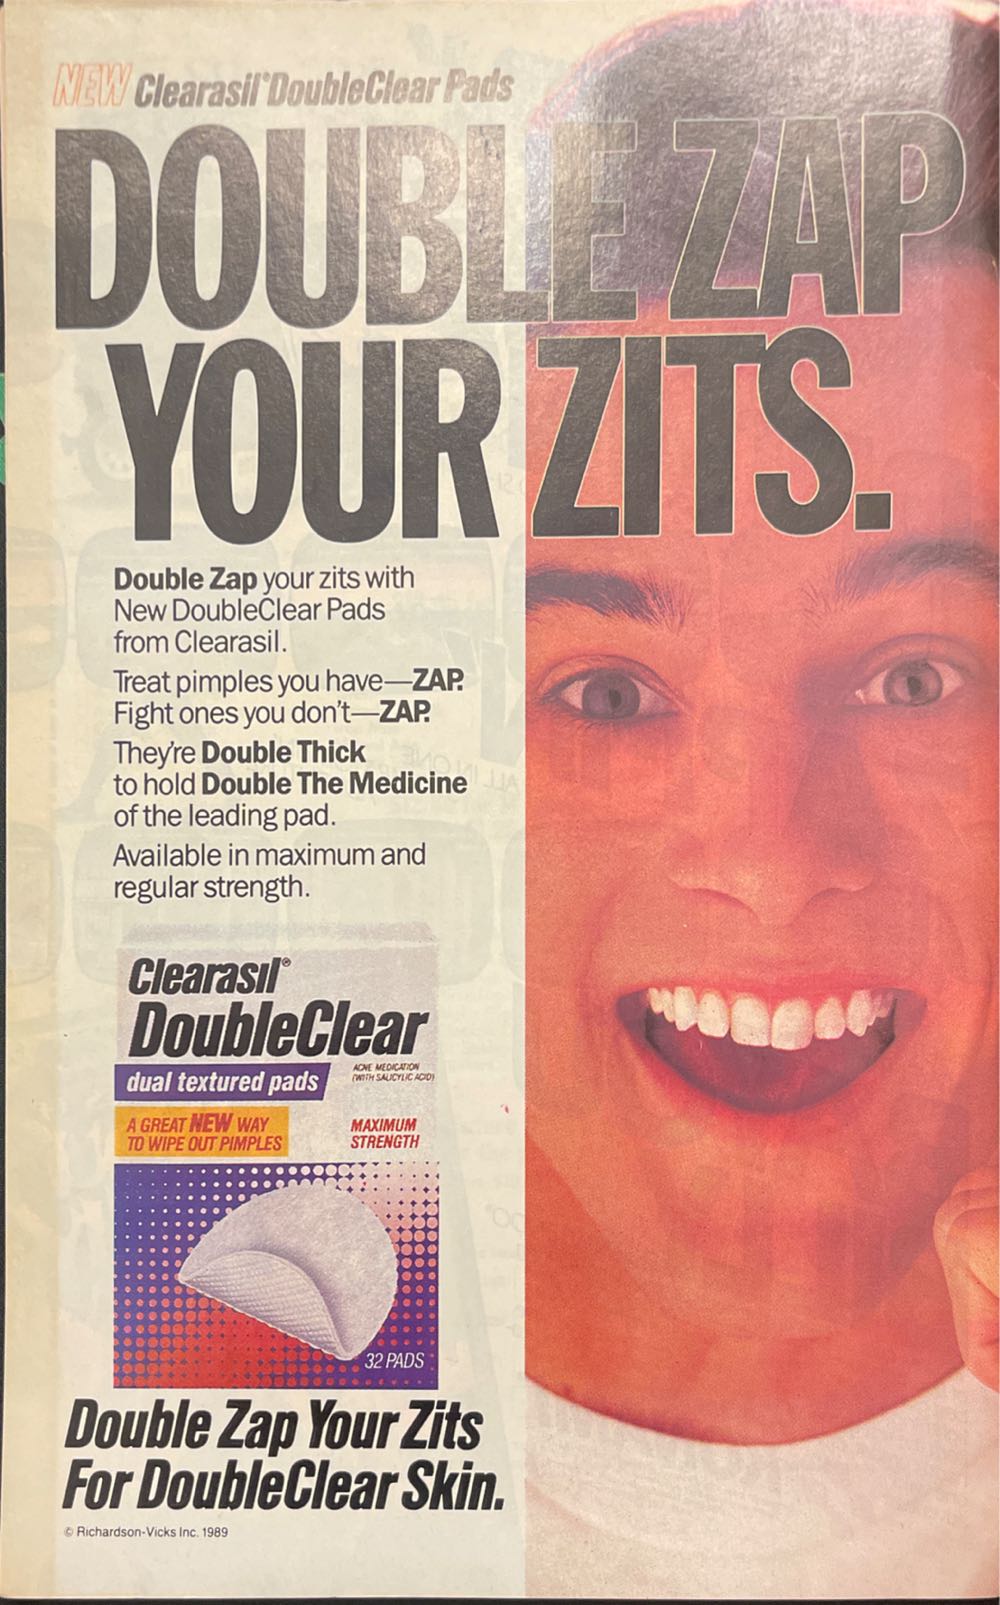 NEW Clearasil® DoubleClear Pads
DOUBLE ZAP
YOUR ZITS.
Double Zap your zits with
New DoubleClear Pads
from Clearasil.
Treat pimples you have—ZAP.
Fight ones you don't—ZAP.
They're Double Thick
to hold Double The Medicine
of the leading pad.
Available in maximum and
regular strength.
Clearasil®
DoubleClear
dual textured pads
ACNE MEDICATION
(WITH SALICYLIC ACID)
A GREAT NEW WAY
TO WIPE OUT PIMPLES
MAXIMUM
STRENGTH
32 PADS
Double Zap Your Zits
For DoubleClear Skin.
© Richardson-Vicks Inc. 1989